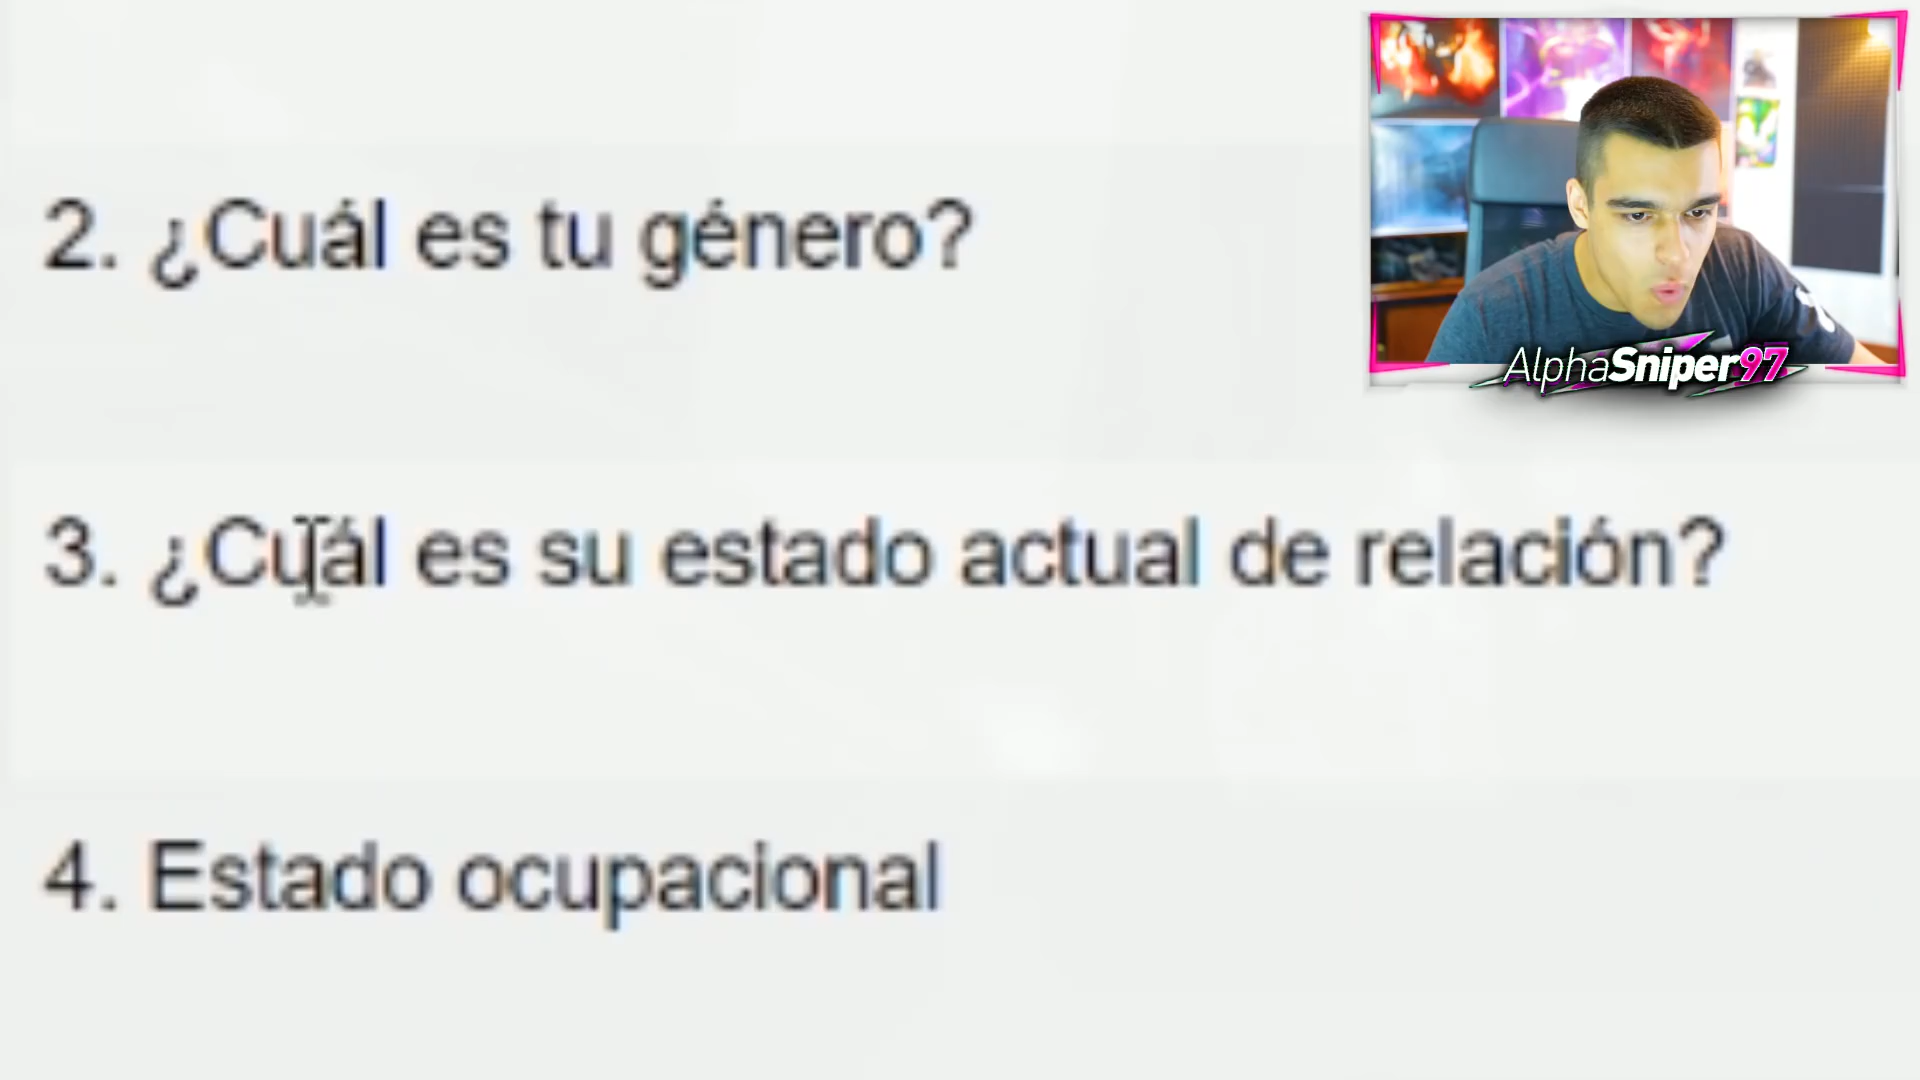 2. ¿Cuál es tu género?
AlphaSniper97
3. ¿Cuál es su estado actual de relación?
4. Estado ocupacional